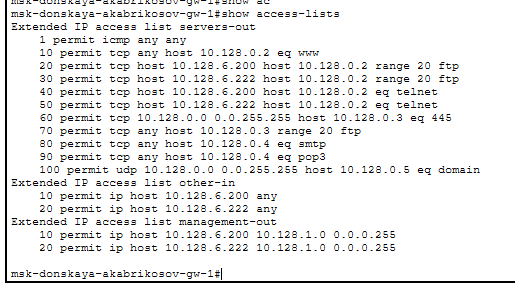 msk-donskaya-akabrikosov-gw-1#show ac
msk-donskaya-akabrikosov-gw-1#show access-lists
Extended IP access list servers-out
1 permit icmp any any
10 permit tcp any host 10.128.0.2 eq www
20 permit tcp host 10.128.6.200 host 10.128.0.2 range 20 ftp
30 permit tcp host 10.128.6.222 host 10.128.0.2 range 20 ftp
40 permit tcp host 10.128.6.200 host 10.128.0.2 eq telnet
50 permit tcp host 10.128.6.222 host 10.128.0.2 eq telnet
60 permit tcp 10.128.0.0 0.0.255.255 host 10.128.0.3 eq 445
70 permit tcp any host 10.128.0.3 range 20 ftp
80 permit tcp any host 10.128.0.4 eq smtp
90 permit tcp any host 10.128.0.4 eq pop3
100 permit udp 10.128.0.0 0.0.255.255 host 10.128.0.5 eq domain
Extended IP access list other-in
10 permit ip host 10.128.6.200 any
20 permit ip host 10.128.6.222 any
Extended IP access list management-out
10 permit ip host 10.128.6.200 10.128.1.0 0.0.0.255
20 permit ip host 10.128.6.222 10.128.1.0 0.0.0.255
msk-donskaya-akabrikosov-gw-1#